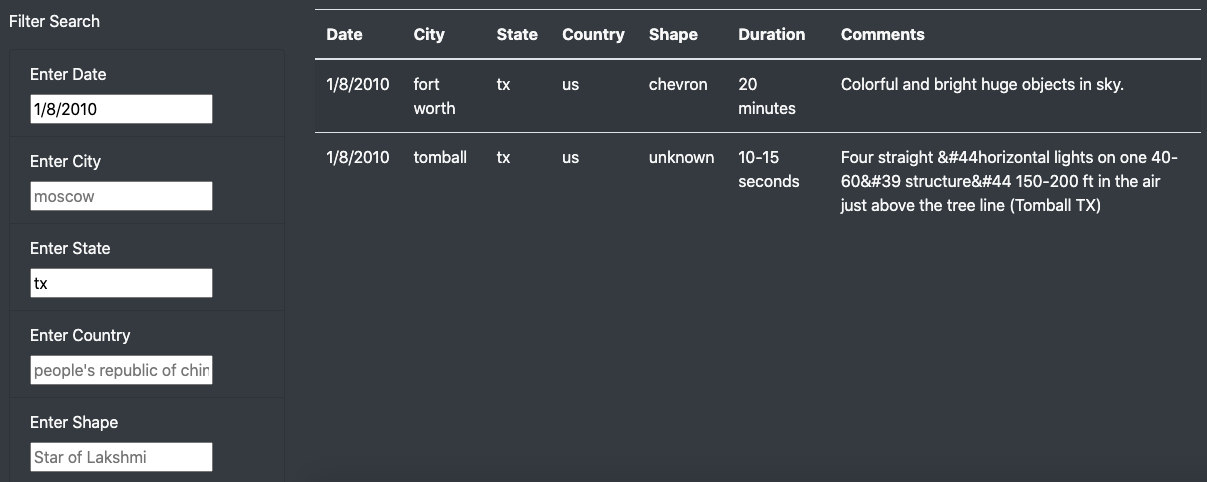 Filter Search
Enter Date
1/8/2010
Enter City
moscow
Enter State
tx
Enter Country
people's republic of chin
Enter Shape
Star of Lakshmi
Date City State Country Shape Duration Comments
1/8/2010 fort tx us chevron 20 Colorful and bright huge objects in sky.
worth minutes
1/8/2010 tomball tx us unknown 10-15 Four straight &#44horizontal lights on one 40-
seconds 60&#39 structure&#44 150-200 ft in the air
just above the tree line (Tomball TX)